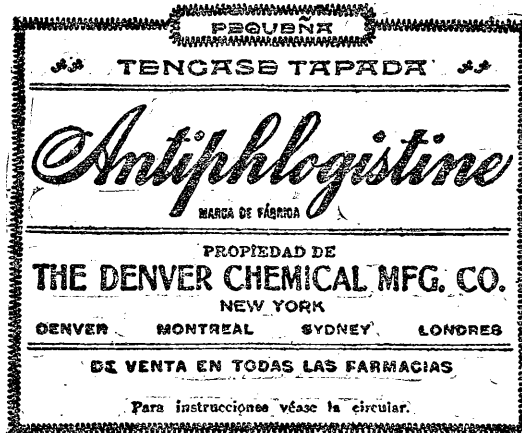 PEQUEÑA
TENGASE TAPADA
Antiphlogistine
MARCA DE FÁBRICA
PROPIEDAD DE
THE DENVER CHEMICAL MFG. CO.
NEW YORK
DENVER MONTREAL SYDNEY LONDRES
DE VENTA EN TODAS LAS FARMACIAS
Para instrucciones véase la circular.